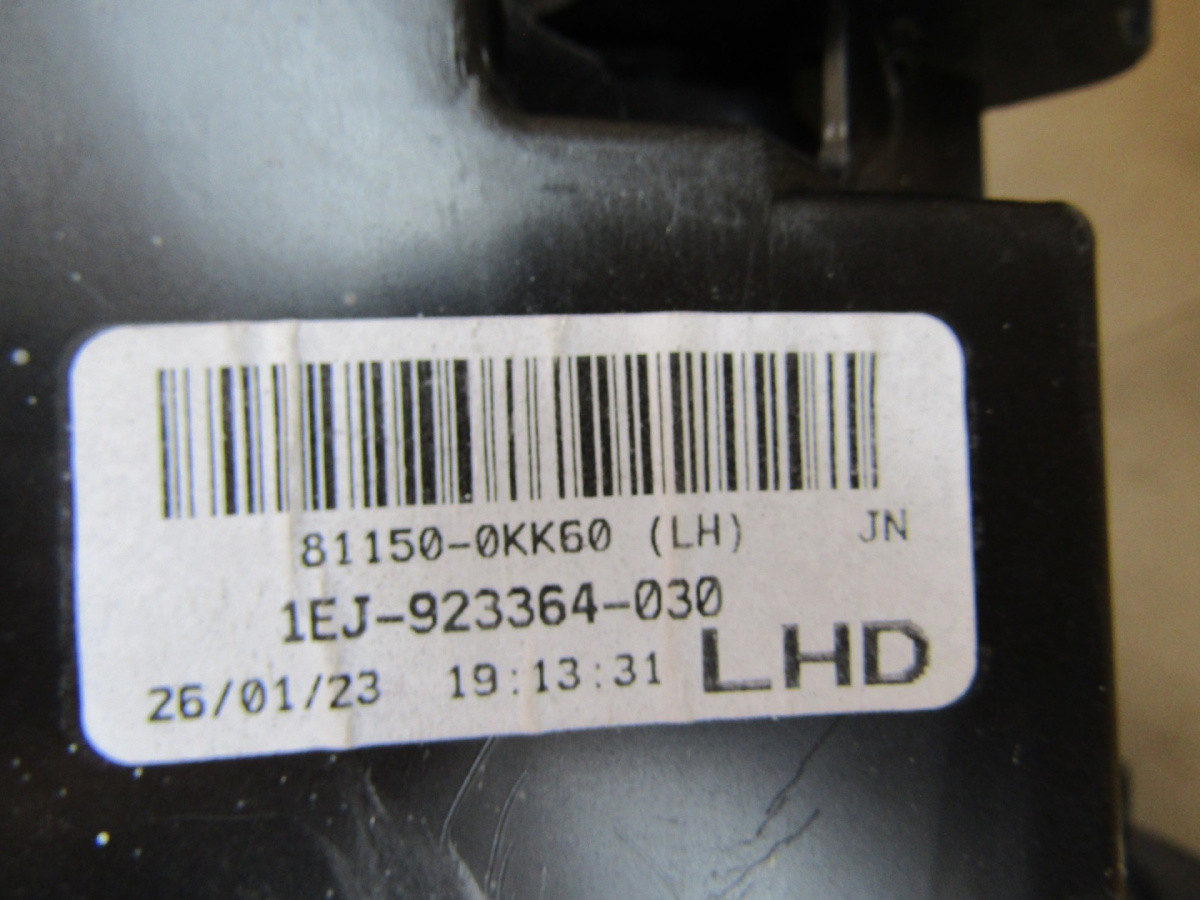 81150-0KK60 (LH) JN
1EJ-923364-030
26/01/23 19:13:31 LHD